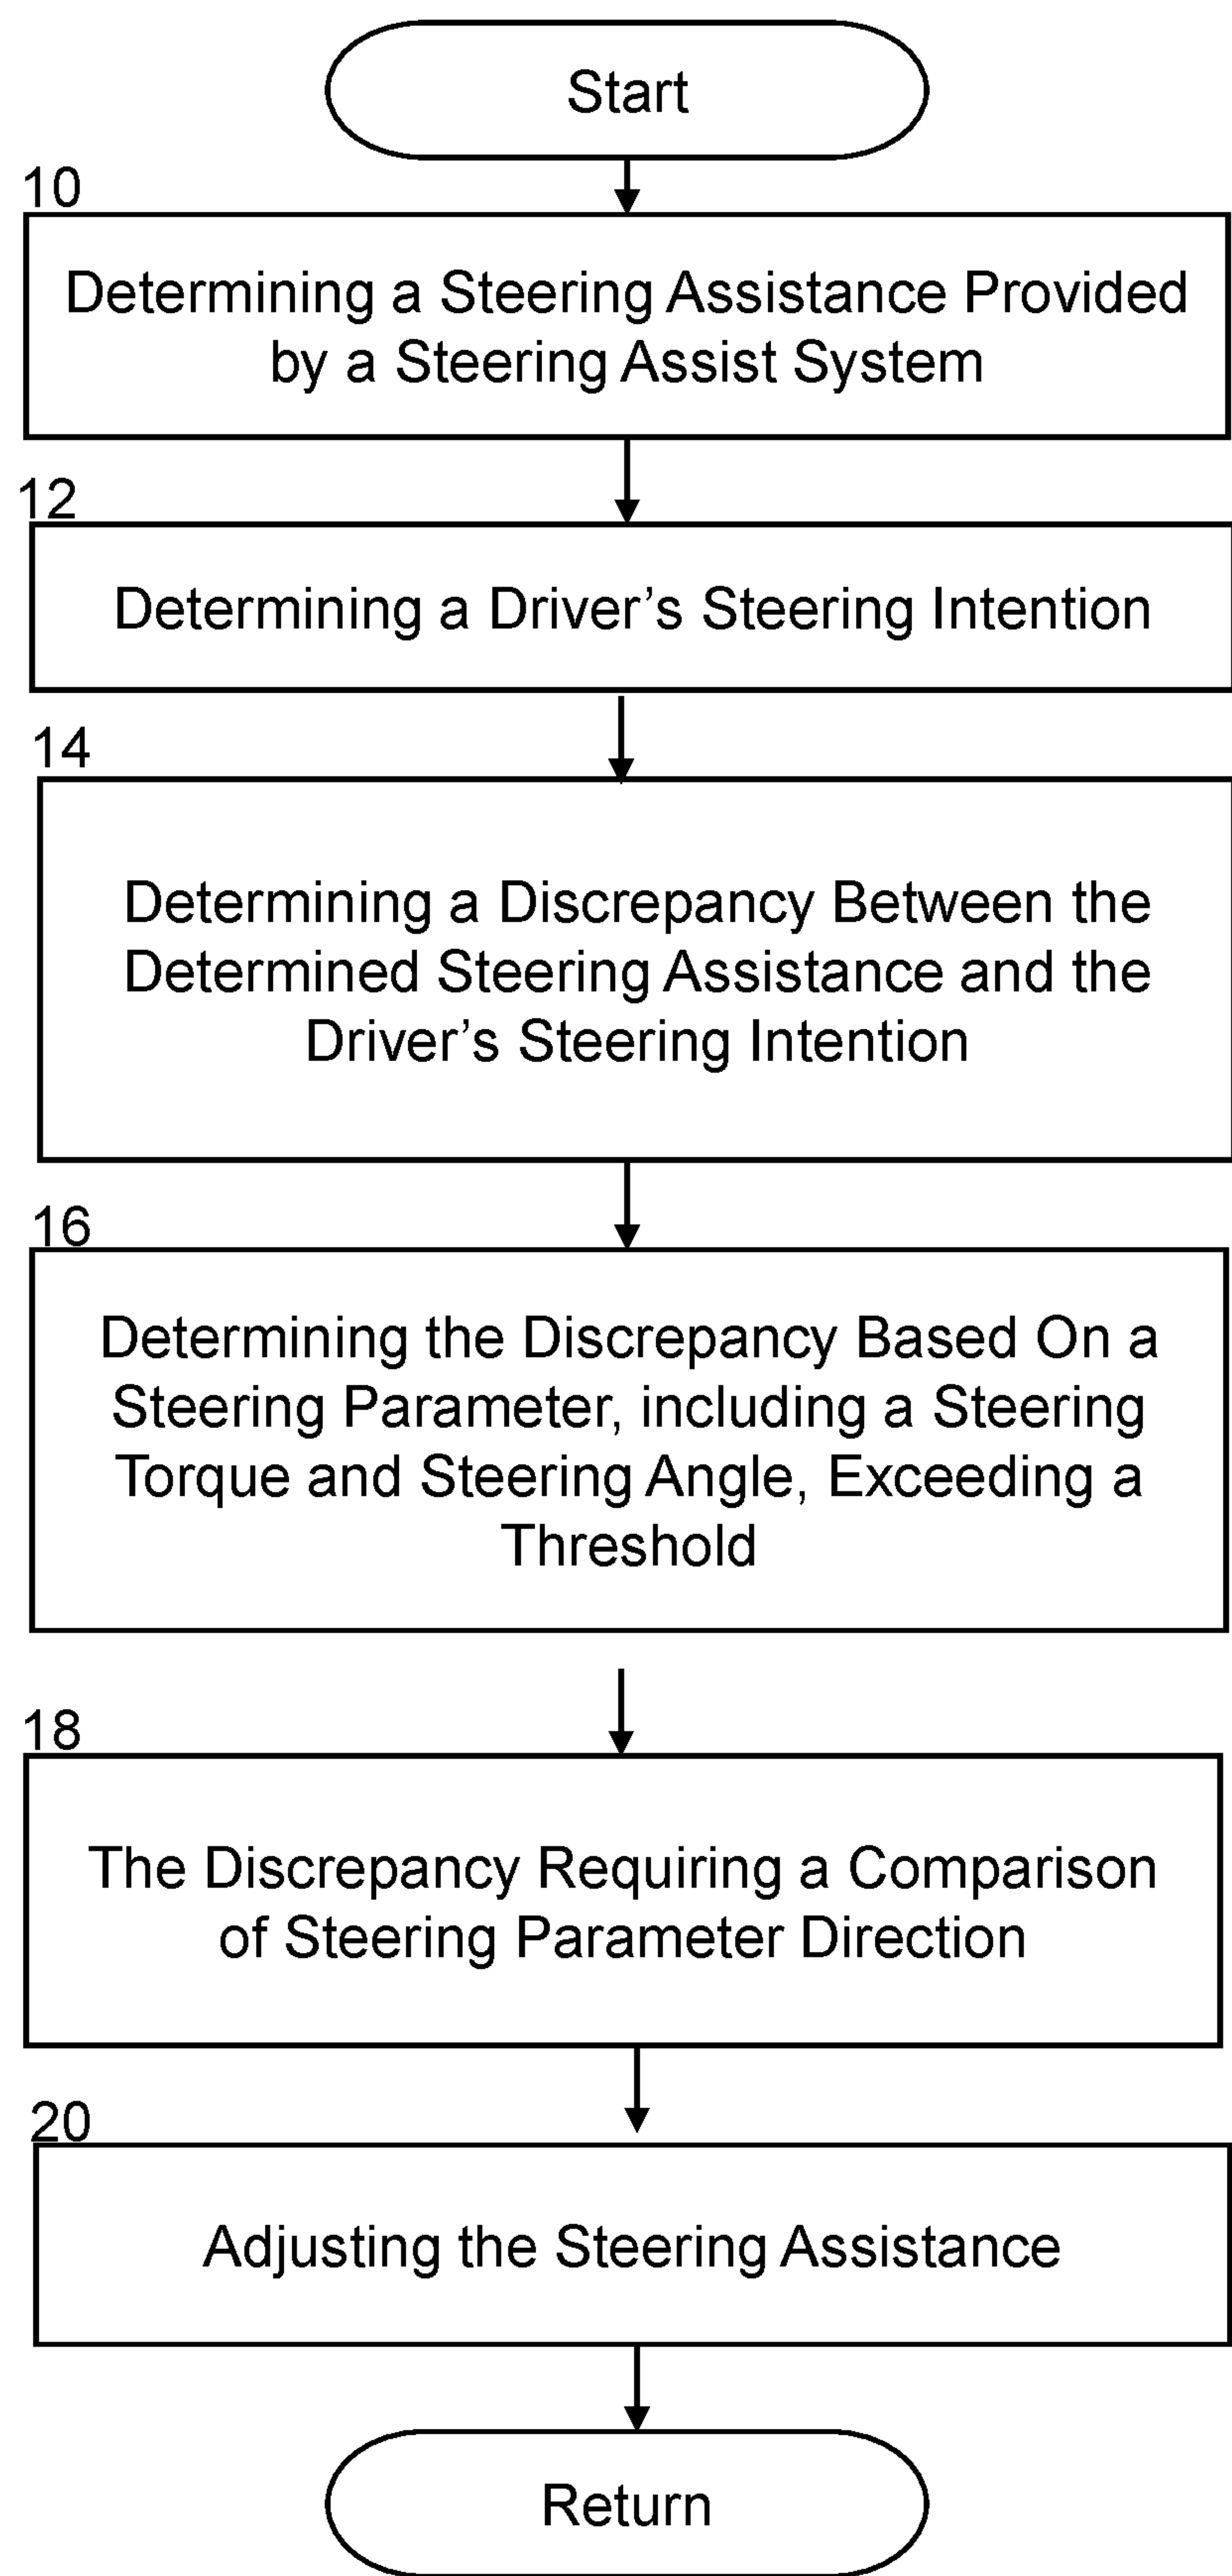 Start
10
Determining a Steering Assistance Provided
by a Steering Assist System
12
Determining a Driver’s Steering Intention
14
Determining a Discrepancy Between the
Determined Steering Assistance and the
Driver’s Steering Intention
16
Determining the Discrepancy Based On a
Steering Parameter, including a Steering
Torque and Steering Angle, Exceeding a
Threshold
18
The Discrepancy Requiring a Comparison
of Steering Parameter Direction
20
Adjusting the Steering Assistance
Return